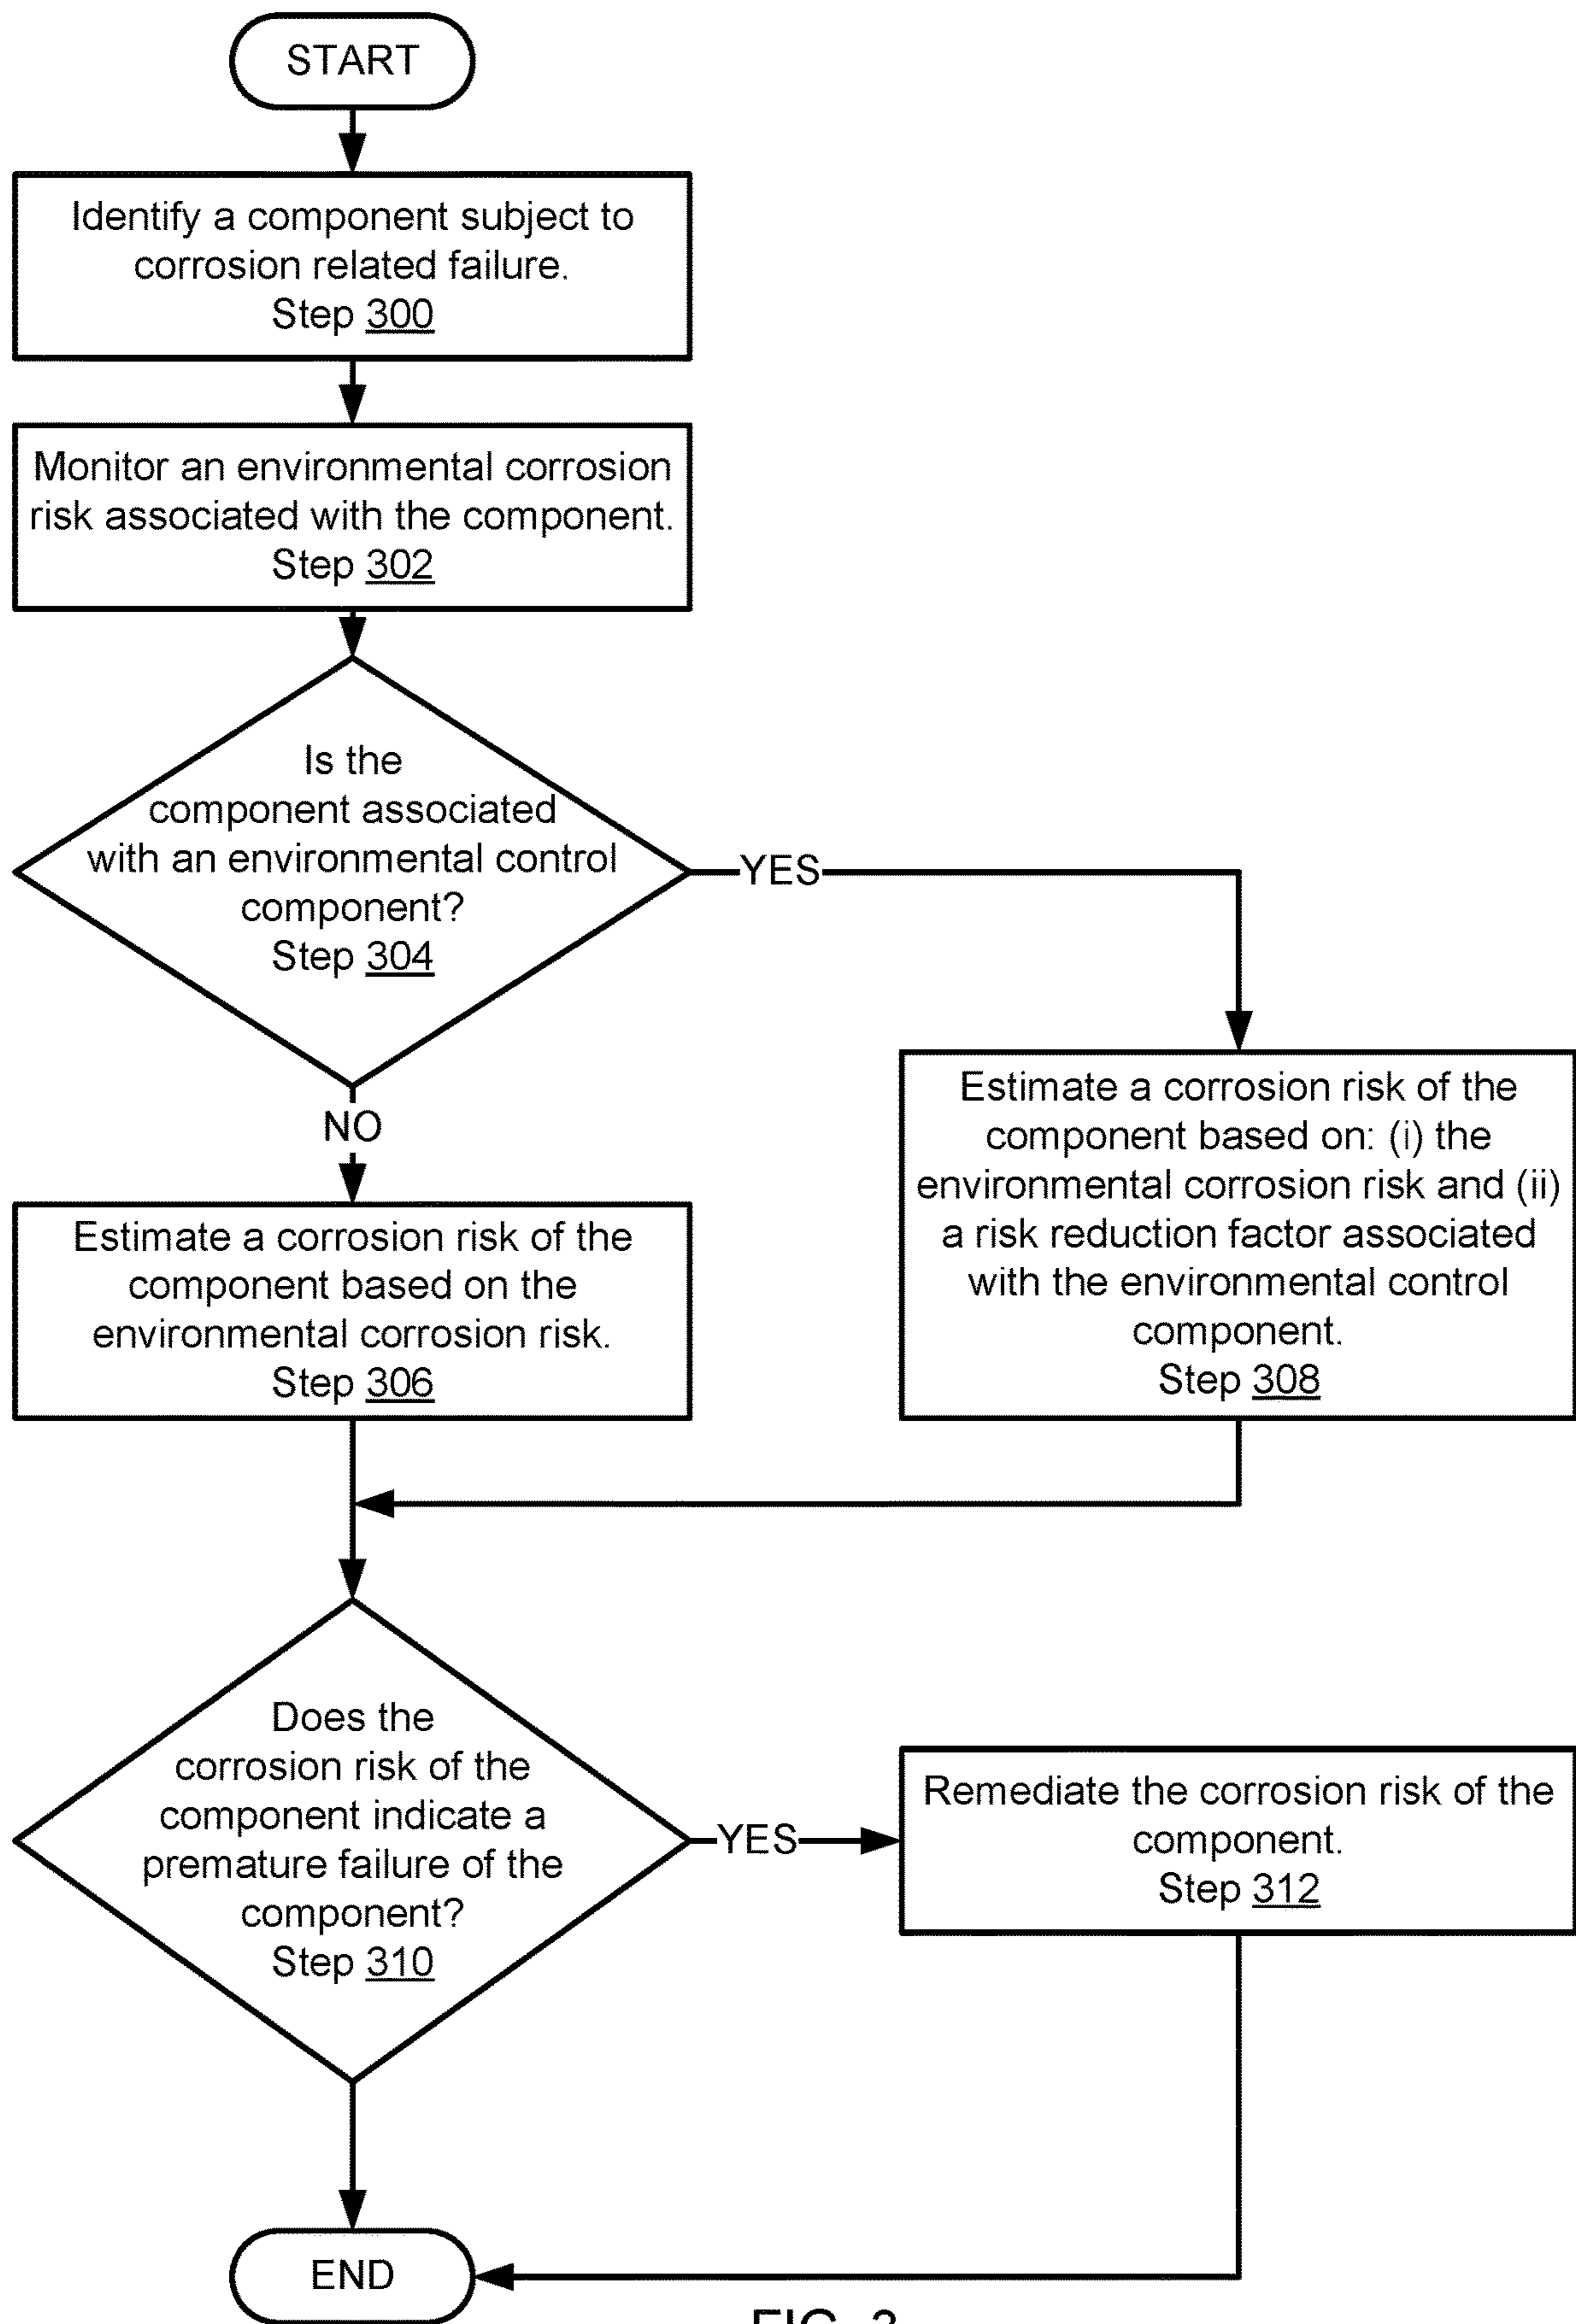 START
Identify a component subject to
corrosion related failure.
Step 300
Monitor an environmental corrosion
risk associated with the component.
Step 302
Is the
component associated
with an environmental control
component?
Step 304
YES
NO
Estimate a corrosion risk of the
component based on the
environmental corrosion risk.
Step 306
Estimate a corrosion risk of the
component based on: (i) the
environmental corrosion risk and (ii)
a risk reduction factor associated
with the environmental control
component.
Step 308
Does the
corrosion risk of the
component indicate a
premature failure of the
component?
Step 310
YES
Remediate the corrosion risk of the
component.
Step 312
END
FIG. 3